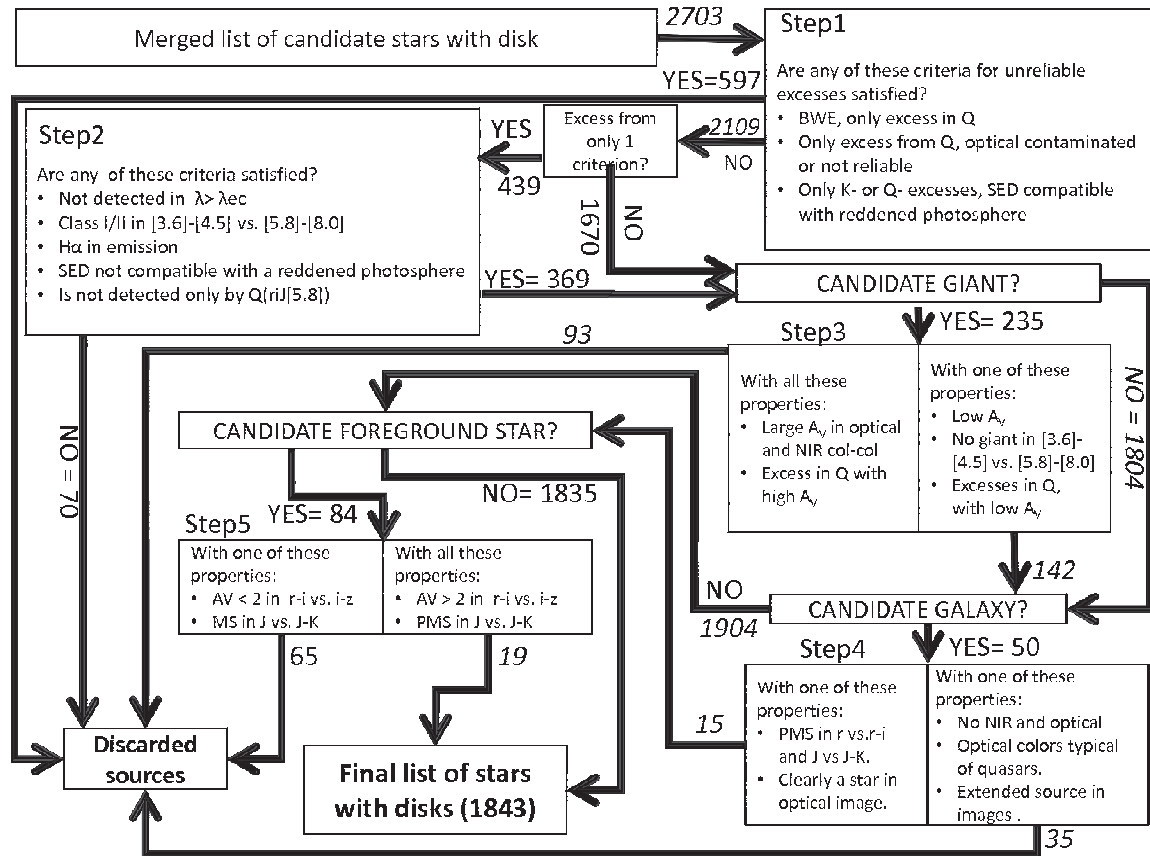 Merged list of candidate stars with disk
2703
Step1
Are any of these criteria for unreliable
excesses satisfied?
• BWE, only excess in Q
• Only excess from Q, optical contaminated
or not reliable
• Only K- or Q- excesses, SED compatible
with reddened photosphere
YES=597
2109
NO
Excess from
only 1
criterion?
YES
439
NO
1670
Step2
Are any of these criteria satisfied?
• Not detected in λ> λec
• Class I/II in [3.6]-[4.5] vs. [5.8]-[8.0]
• Hα in emission
• SED not compatible with a reddened photosphere
• Is not detected only by Q(riJ[5.8])
YES= 369
NO = 70
CANDIDATE GIANT?
YES= 235
NO = 1804
Step3
93
With all these
properties:
• Large AV in optical
and NIR col-col
• Excess in Q with
high AV
With one of these
properties:
• Low AV
• No giant in [3.6]-
[4.5] vs. [5.8]-[8.0]
• Excesses in Q,
with low AV
142
CANDIDATE GALAXY?
NO
1904
YES= 50
Step4
With one of these
properties:
• PMS in r vs.r-i
and J vs J-K.
• Clearly a star in
optical image.
With one of these
properties:
• No NIR and optical
• Optical colors typical
of quasars.
• Extended source in
images .
15
35
CANDIDATE FOREGROUND STAR?
NO= 1835
YES= 84
Step5
With one of these
properties:
• AV < 2 in r-i vs. i-z
• MS in J vs. J-K
With all these
properties:
• AV > 2 in r-i vs. i-z
• PMS in J vs. J-K
65
19
Discarded
sources
Final list of stars
with disks (1843)